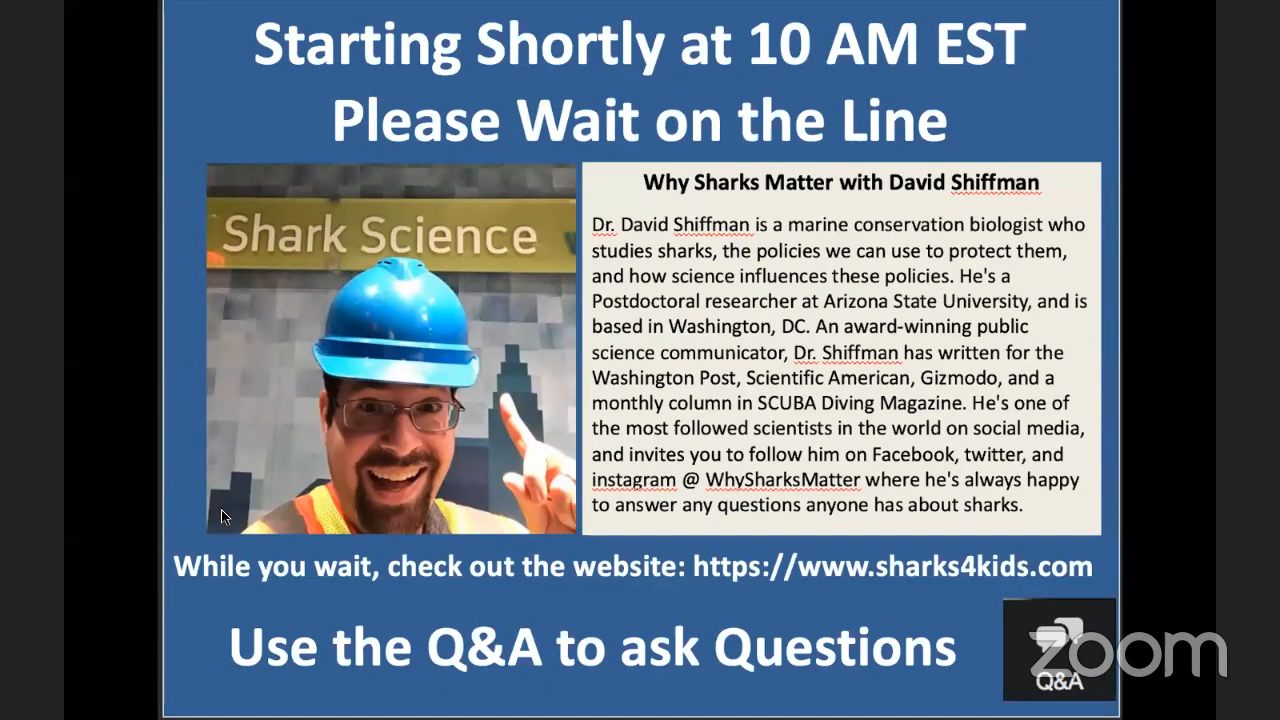 Starting Shortly at 10 AM EST
Please Wait on the Line
Shark Science
Why Sharks Matter with David Shiffman
Dr. David Shiffman is a marine conservation biologist who
studies sharks, the policies we can use to protect them,
and how science influences these policies. He's a
Postdoctoral researcher at Arizona State University, and is
based in Washington, DC. An award-winning public
science communicator, Dr. Shiffman has written for the
Washington Post, Scientific American, Gizmodo, and a
monthly column in SCUBA Diving Magazine. He's one of
the most followed scientists in the world on social media,
and invites you to follow him on Facebook, twitter, and
instagram @ WhySharksMatter where he's always happy
to answer any questions anyone has about sharks.
While you wait, check out the website: https://www.sharks4kids.com
Use the Q&A to ask Questions
zoom
Q&A